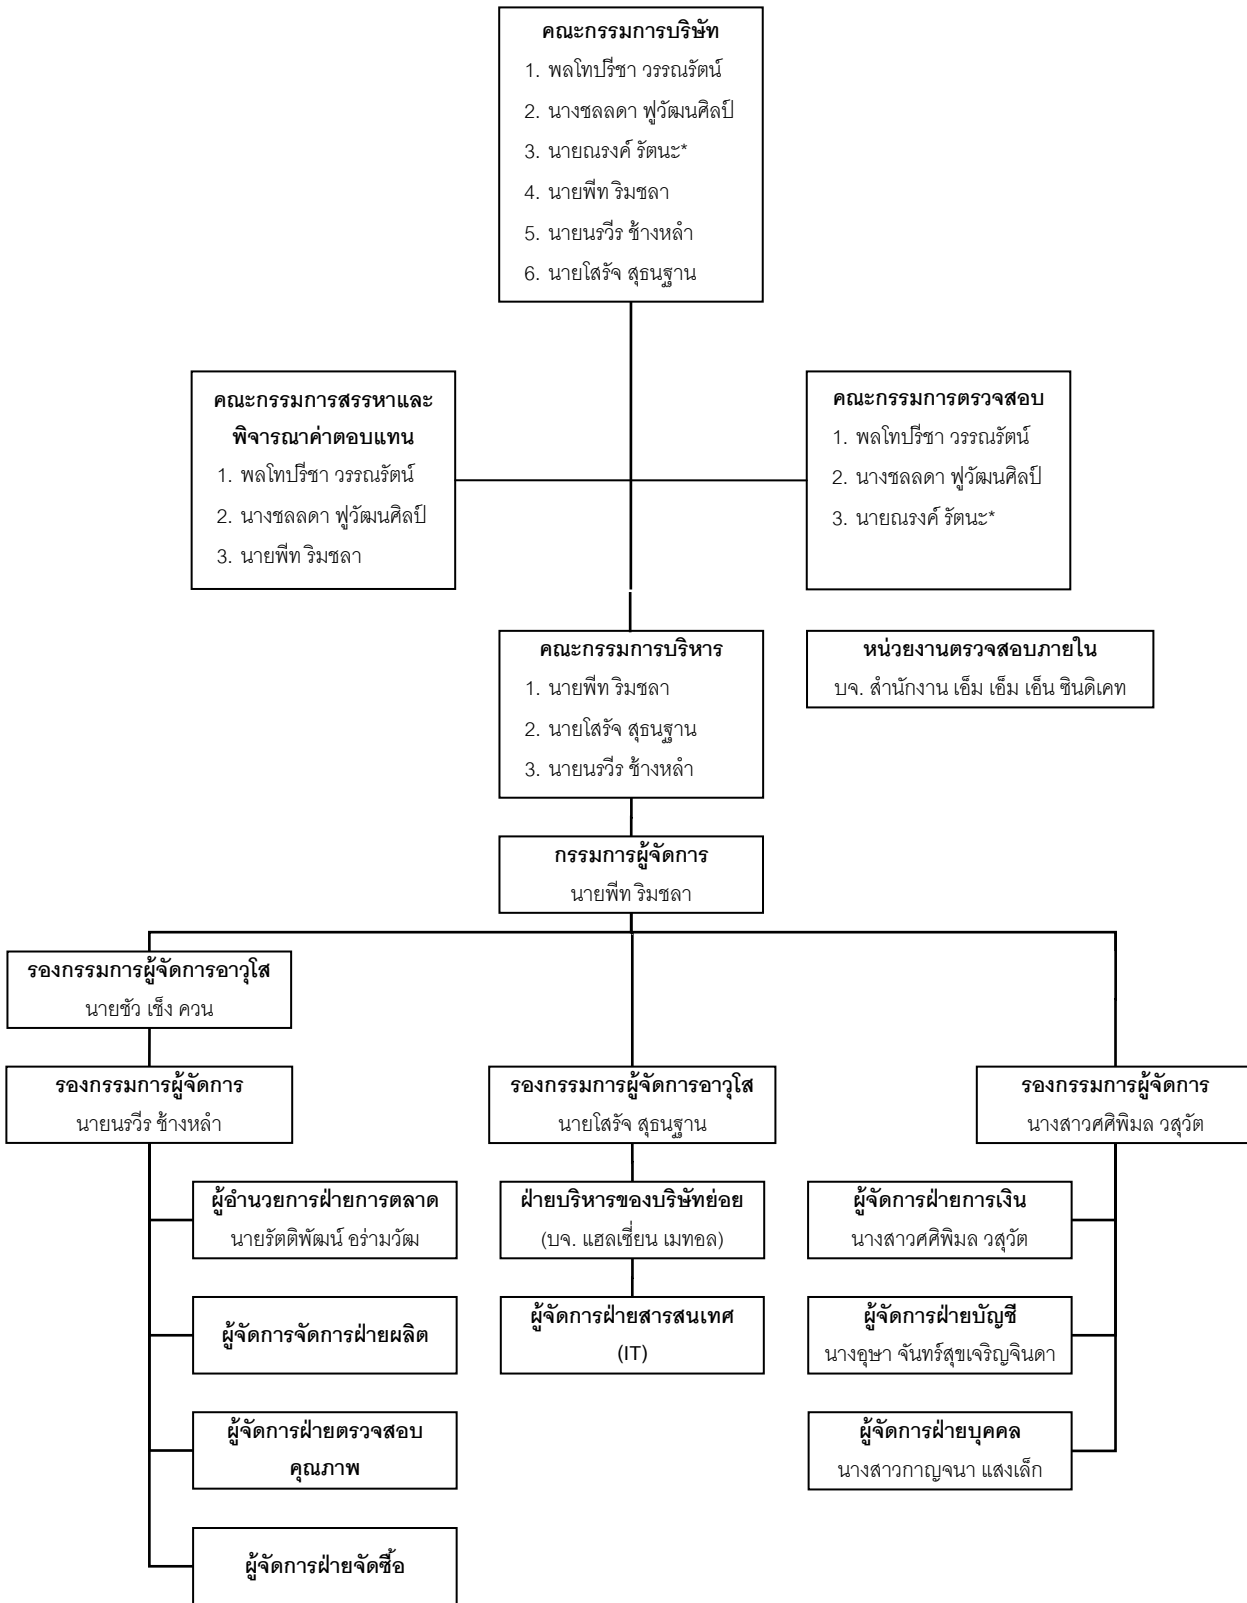 คณะกรรมการบริษัท
1. พลโทปรีชา วรรณรัตน์
2. นางชลลดา ฟูวัฒนศิลป์
3. นายณรงค์ รัตนะ*
4. นายพีท ริมชลา
5. นายนรวีร ช้างหลำ
6. นายโสรัจ สุธนฐาน
คณะกรรมการสรรหาและ
พิจารณาค่าตอบแทน
1. พลโทปรีชา วรรณรัตน์
2. นางชลลดา ฟูวัฒนศิลป์
3. นายพีท ริมชลา
คณะกรรมการตรวจสอบ
1. พลโทปรีชา วรรณรัตน์
2. นางชลลดา ฟูวัฒนศิลป์
3. นายณรงค์ รัตนะ*
คณะกรรมการบริหาร
1. นายพีท ริมชลา
2. นายโสรัจ สุธนฐาน
3. นายนรวีร ช้างหลำ
หน่วยงานตรวจสอบภายใน
บจ. สำนักงาน เอ็ม เอ็ม เอ็น ซินดิเคท
กรรมการผู้จัดการ
นายพีท ริมชลา
รองกรรมการผู้จัดการอาวุโส
นายชัว เช็ง ควน
รองกรรมการผู้จัดการ
นายนรวีร ช้างหลำ
รองกรรมการผู้จัดการอาวุโส
นายโสรัจ สุธนฐาน
รองกรรมการผู้จัดการ
นางสาวศศิพิมล วสุวัต
ผู้อำนวยการฝ่ายการตลาด
นายรัตติพัฒน์ อร่ามวัฒ
ฝ่ายบริหารของบริษัทย่อย
(บจ. แฮลเซี่ยน เมทอล)
ผู้จัดการฝ่ายการเงิน
นางสาวศศิพิมล วสุวัต
ผู้จัดการจัดการฝ่ายผลิต
ผู้จัดการฝ่ายสารสนเทศ
(IT)
ผู้จัดการฝ่ายบัญชี
นางอุษา จันทร์สุขเจริญจินดา
ผู้จัดการฝ่ายตรวจสอบ
คุณภาพ
ผู้จัดการฝ่ายบุคคล
นางสาวกาญจนา แสงเล็ก
ผู้จัดการฝ่ายจัดซื้อ